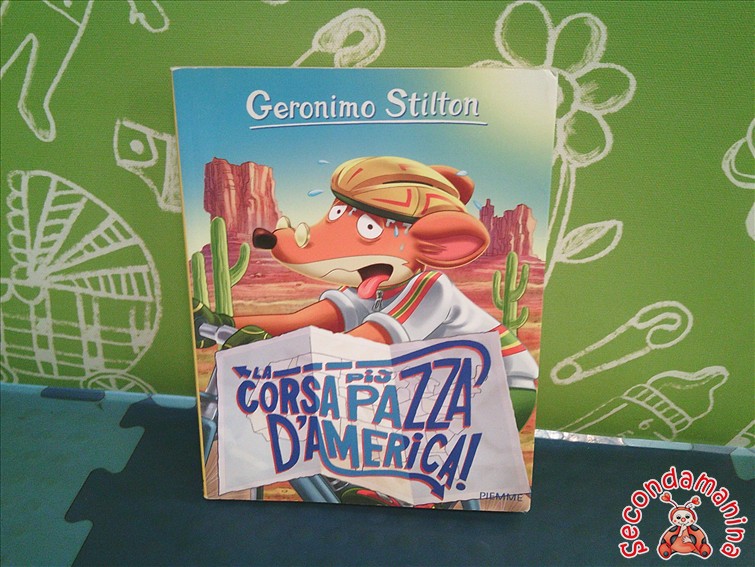 Geronimo Stilton
LA
CORSA PIÙ PAZZA
D'AMERICA!
PIEMME
Secondamanina